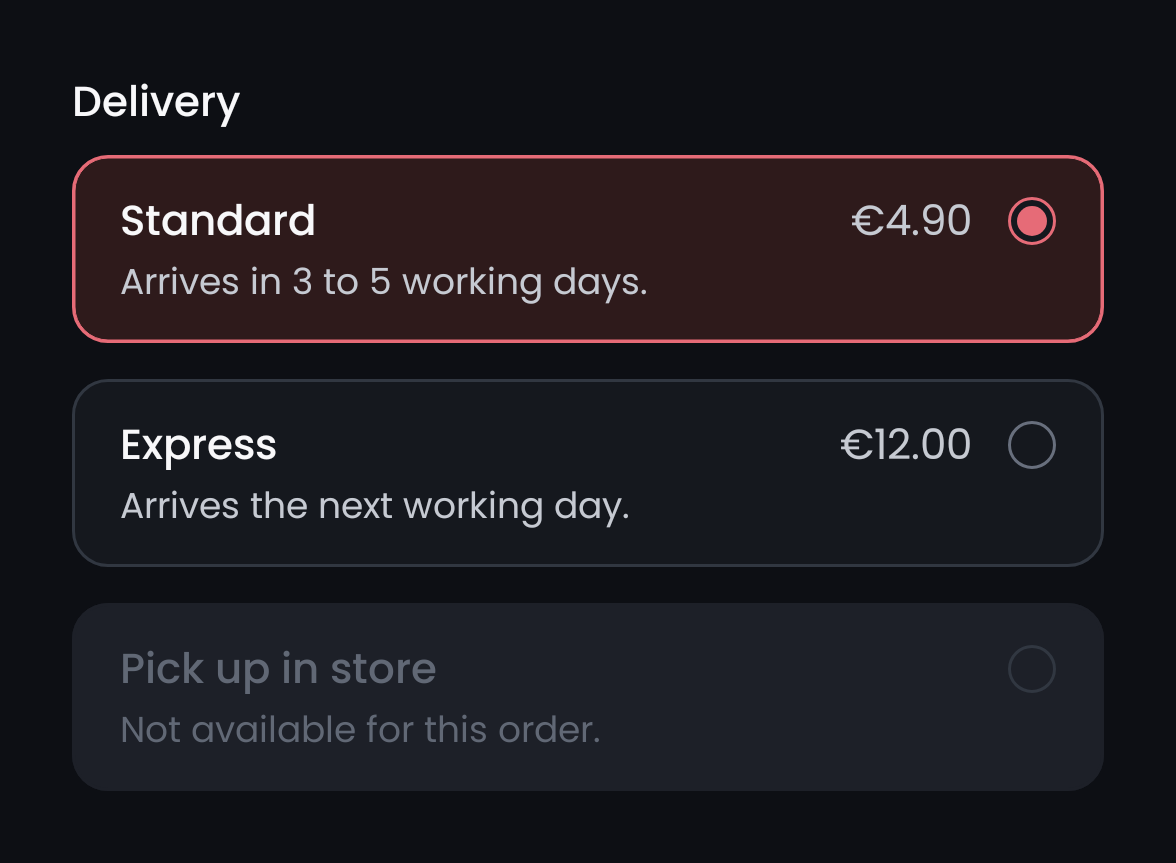 Delivery
Standard €4.90
Arrives in 3 to 5 working days.
Express €12.00
Arrives the next working day.
Pick up in store
Not available for this order.